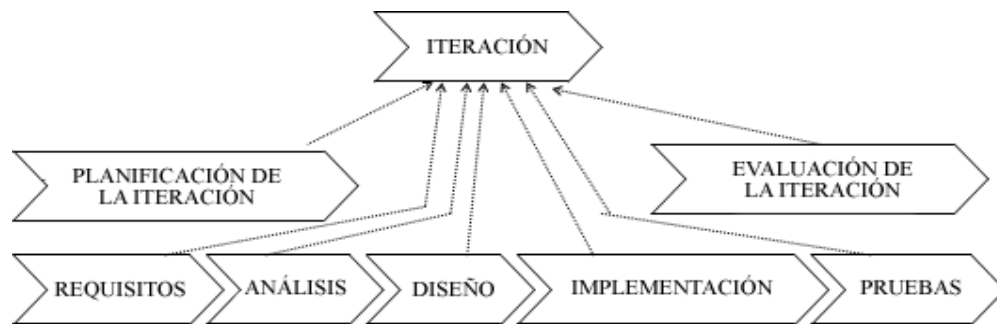 ITERACIÓN
PLANIFICACIÓN DE
LA ITERACIÓN
EVALUACIÓN DE
LA ITERACIÓN
REQUISITOS
ANÁLISIS
DISEÑO
IMPLEMENTACIÓN
PRUEBAS